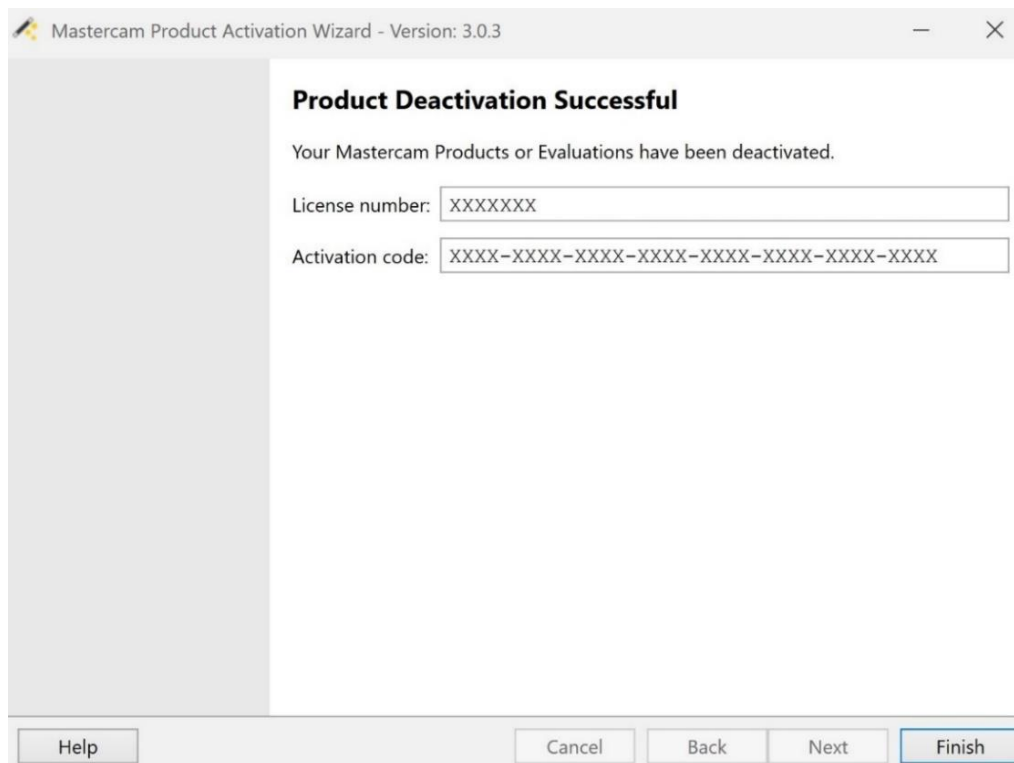 Mastercam Product Activation Wizard - Version: 3.0.3
Product Deactivation Successful
Your Mastercam Products or Evaluations have been deactivated.
License number: XXXXXXX
Activation code: XXXX-XXXX-XXXX-XXXX-XXXX-XXXX-XXXX-XXXX
Help Cancel Back Next Finish